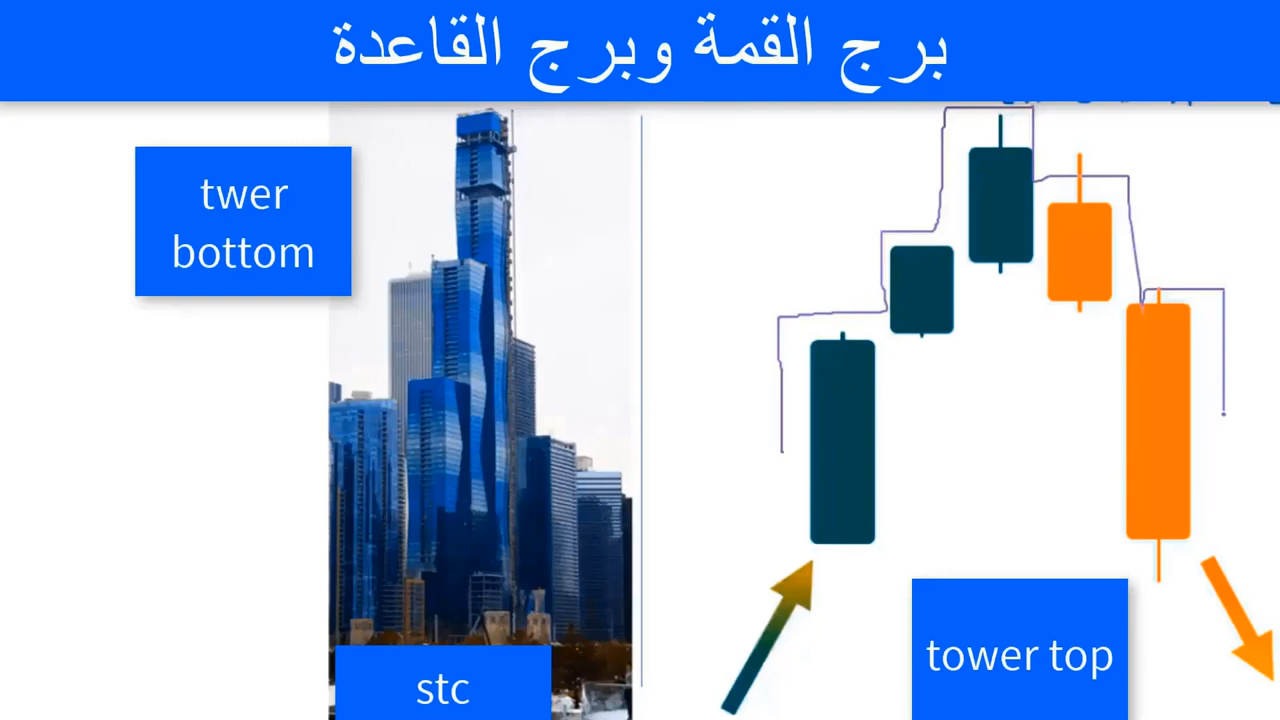 برج القمة وبرج القاعدة
twer
bottom
stc
tower top